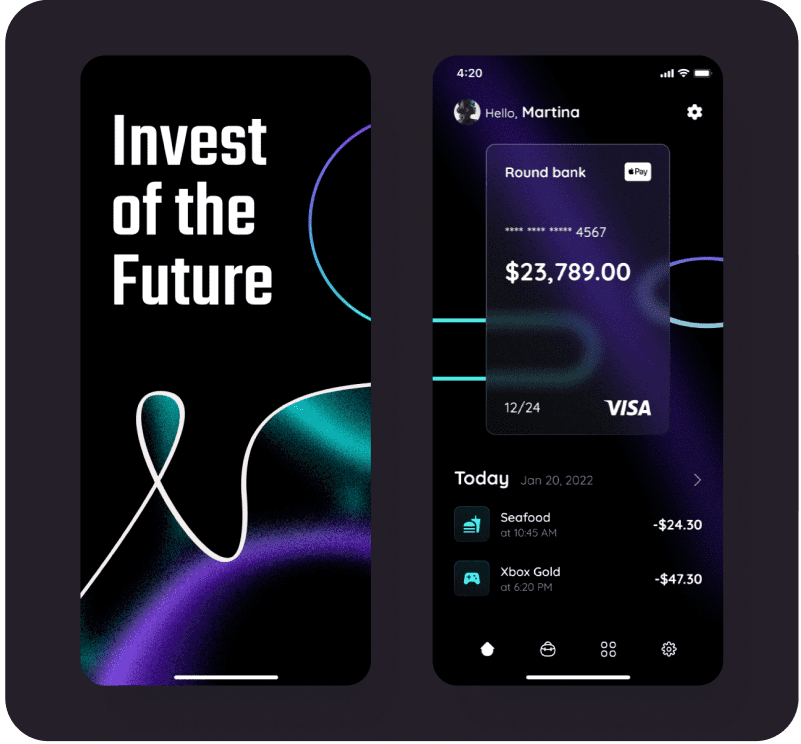 Invest
of the
Future
4:20
Hello, Martina
Round bank
Pay
**** **** ***** 4567
$23,789.00
12/24
VISA
Today Jan 20, 2022
Seafood
at 10:45 AM
-$24.30
Xbox Gold
at 6:20 PM
-$47.30